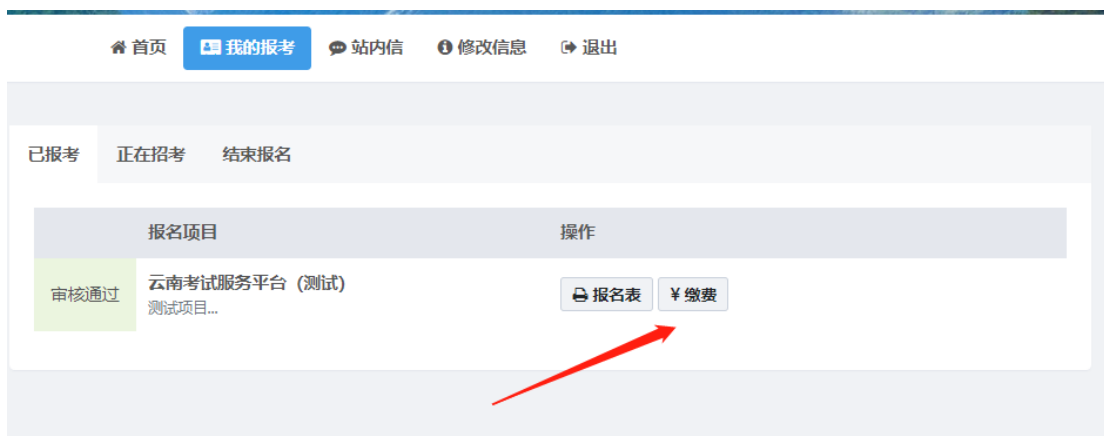 首页 我的报考 站内信 修改信息 退出
已报考 正在招考 结束报名
报名项目 操作
审核通过 云南考试服务平台（测试） 报名表 ¥ 缴费
测试项目...